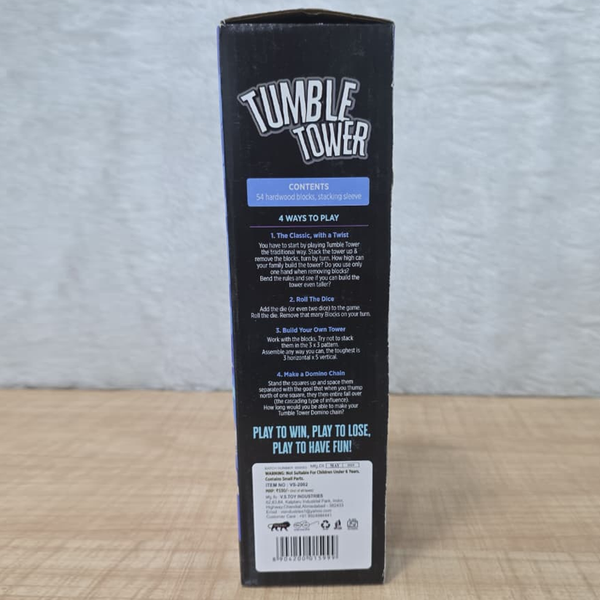 TUMBLE
TOWER
CONTENTS
54 hardwood blocks, stacking sleeve
4 WAYS TO PLAY
1. The Classic, with a Twist
You have to start by playing Tumble Tower
the traditional way. Stack the tower up &
remove the blocks, turn by turn. How high can
your family build the tower? Do you use only
one hand when removing blocks?
Bend the rules and see if you can build the
tower even taller?
2. Roll The Dice
Add the die (or even two dice) to the game.
Roll the die. Remove that many Blocks on your turn.
3. Build Your Own Tower
Work with the blocks. Try not to stack
them in the 3 x 3 pattern.
Assemble any way you can, the toughest is
3 horizontal x 5 vertical.
4. Make a Domino Chain
Stand the squares up and space them
separated with the goal that when you thump
north of one square, they then entire fall over
(the cascading type of influence).
How long would you be able to make your
Tumble Tower Domino chain?
PLAY TO WIN, PLAY TO LOSE,
PLAY TO HAVE FUN!
WARNING: Not Suitable For Children Under
Contains Small Parts.
ITEM NO : VS-
V.S.TOY INDUSTRIES
Industrial Park,
Highway, Ahmedabad -
Customer Care :